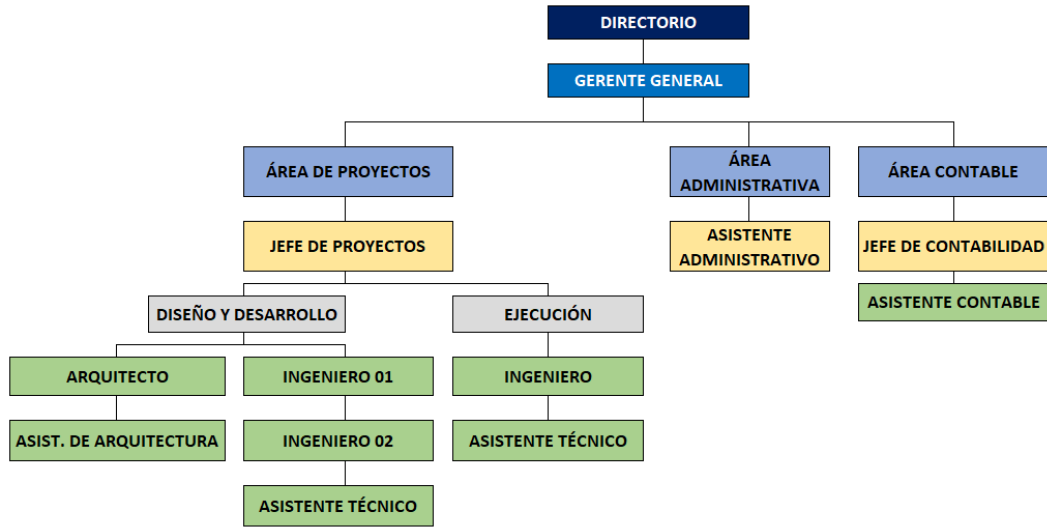 DIRECTORIO
GERENTE GENERAL
ÁREA DE PROYECTOS
ÁREA
ADMINISTRATIVA
ÁREA CONTABLE
JEFE DE PROYECTOS
ASISTENTE
ADMINISTRATIVO
JEFE DE CONTABILIDAD
ASISTENTE CONTABLE
DISEÑO Y DESARROLLO
EJECUCIÓN
ARQUITECTO
INGENIERO 01
INGENIERO
ASIST. DE ARQUITECTURA
INGENIERO 02
ASISTENTE TÉCNICO
ASISTENTE TÉCNICO